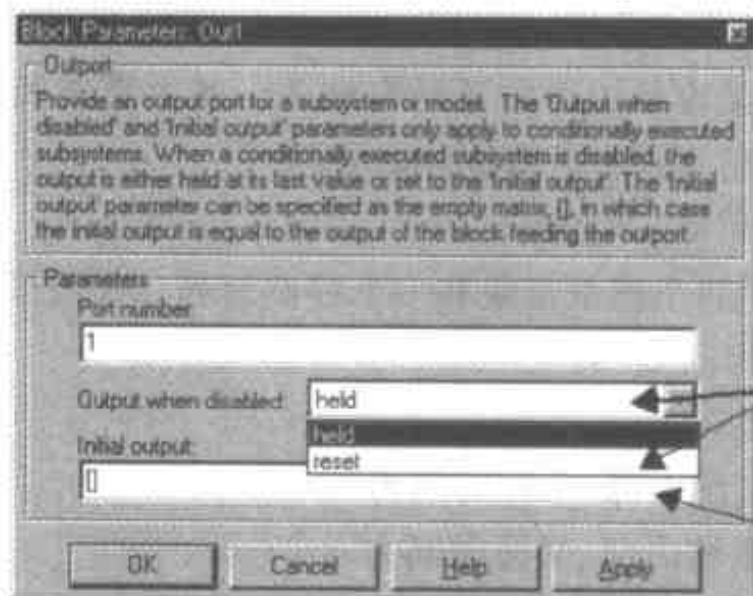 Block Parameters: Out1
Outport
Provide an output port for a subsystem or model. The 'Output when
disabled' and 'Initial output' parameters only apply to conditionally executed
subsystems. When a conditionally executed subsystem is disabled, the
output is either held at its last value or set to the 'Initial output'. The 'Initial
output' parameter can be specified as the empty matrix, [], in which case
the initial output is equal to the output of the block feeding the outport.
Parameters
Port number:
1
Output when disabled: held
held
reset
Initial output:
[]
OK Cancel Help Apply